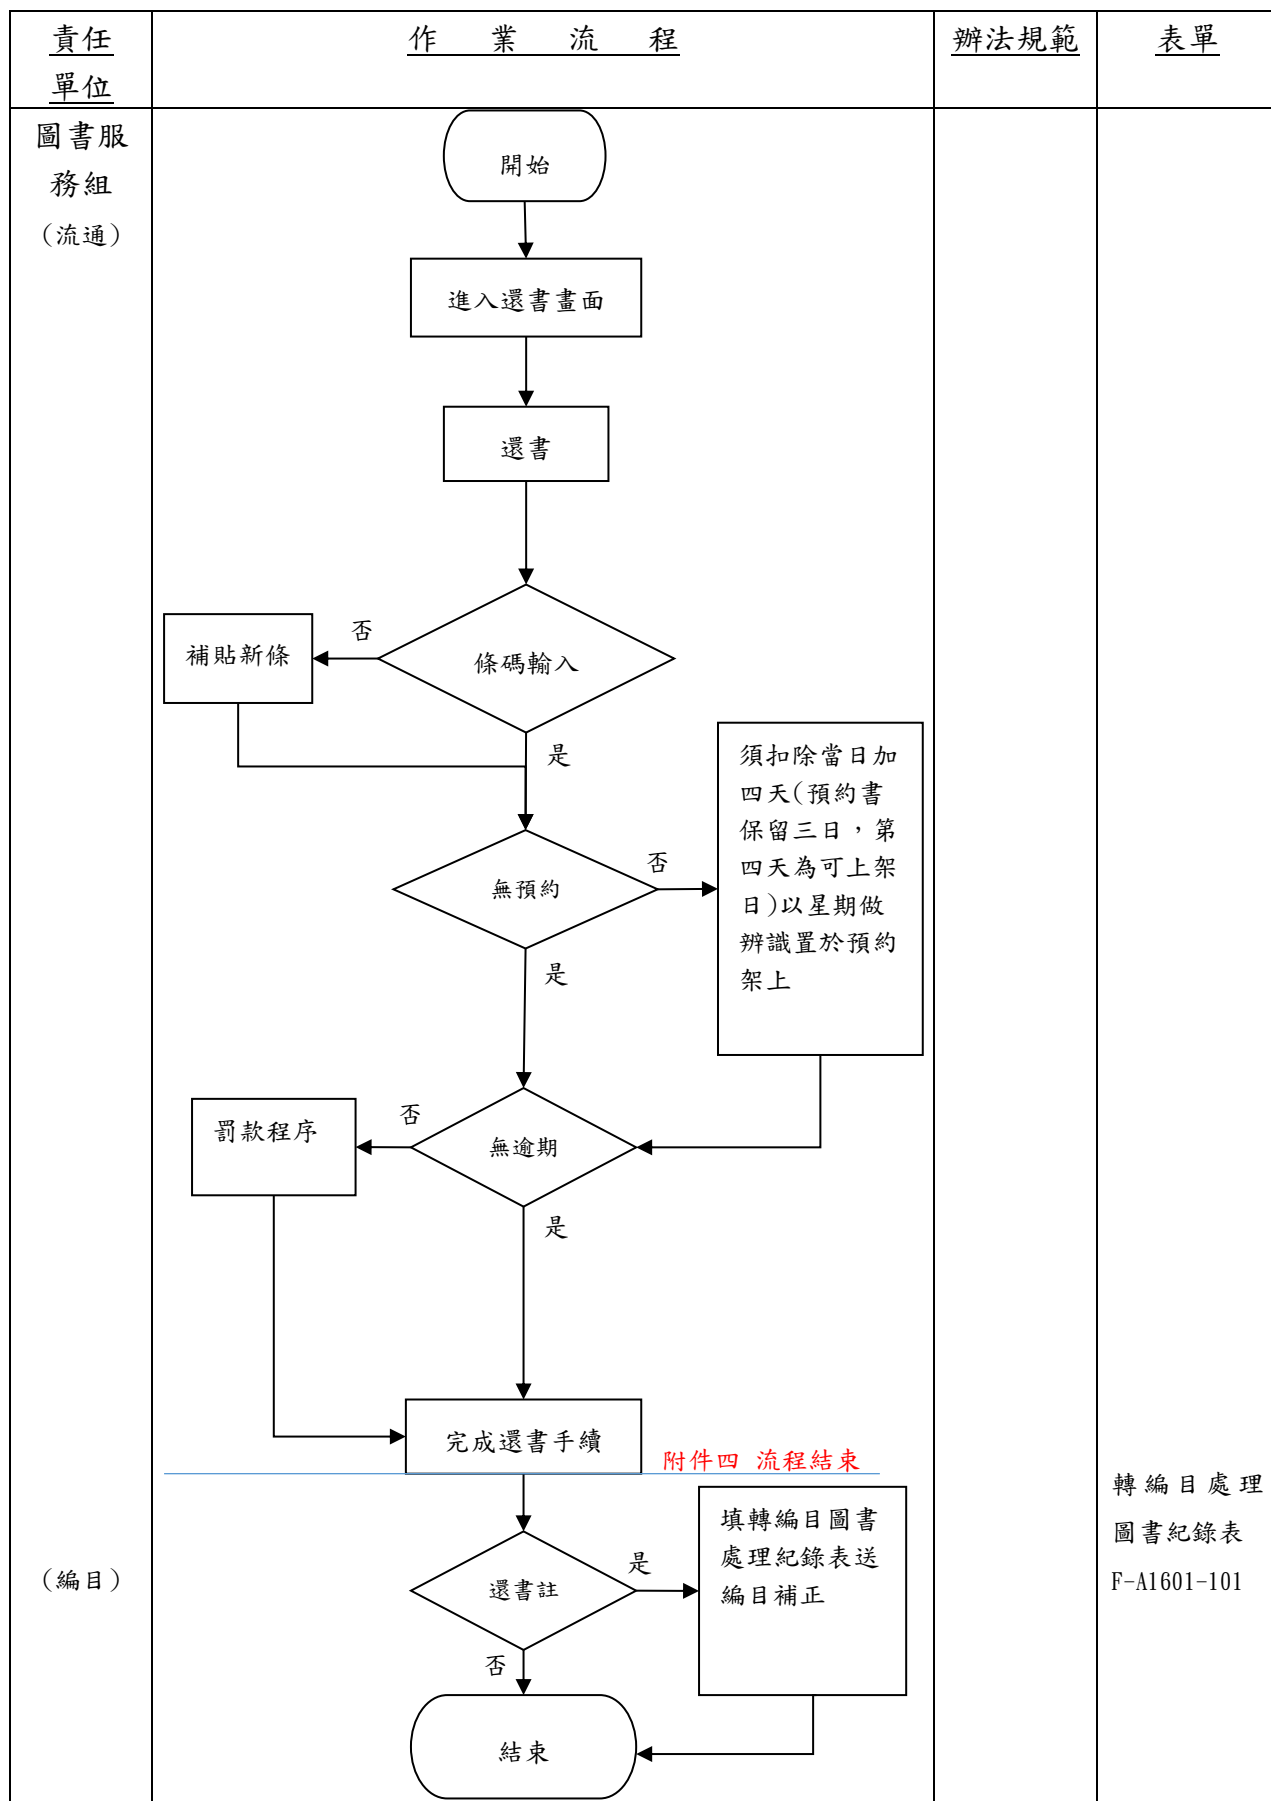 責任
單位
作 業 流 程
辦法規範
表單
圖書服
務組
(流通)
開始
進入還書畫面
還書
條碼輸入
否
補貼新條
是
無預約
否
須扣除當日加
四天(預約書
保留三日，第
四天為可上架
日)以星期做
辨識置於預約
架上
是
無逾期
否
罰款程序
是
完成還書手續
附件四 流程結束
(編目)
還書註
是
填轉編目圖書
處理紀錄表送
編目補正
否
結束
轉編目處理
圖書紀錄表
F-A1601-101